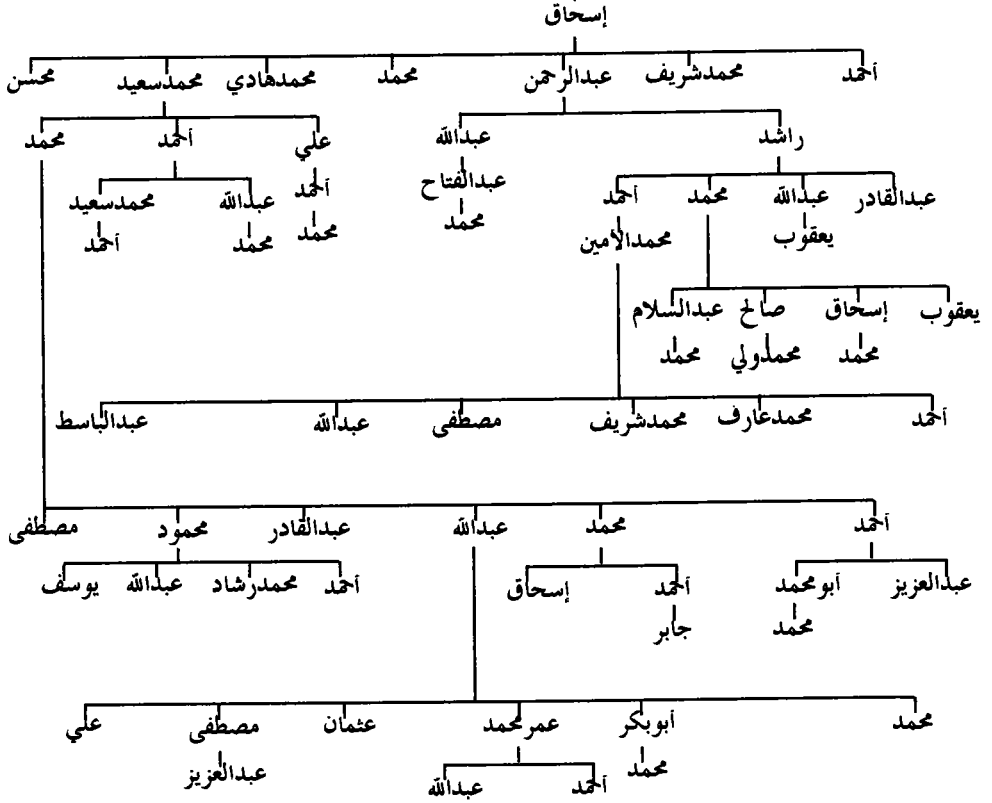 إسحاق
أحمد محمدشريف عبدالرحمن محمد محمدهادي محمدسعيد محسن
راشد عبدالله علي أحمد محمد
عبدالقادر عبدالله محمد أحمد عبدالفتاح أحمد عبدالله محمدسعيد
يعقوب محمدالأمين محمد محمد محمد أحمد
يعقوب إسحاق صالح عبدالسلام
محمد محمدولي محمد
أحمد محمدعارف محمدشريف مصطفى عبدالله عبدالباسط
أحمد محمد عبدالله عبدالقادر محمود مصطفى
عبدالعزيز أبومحمد أحمد إسحاق أحمد محمدرشاد عبدالله يوسف
محمد جابر
محمد أبوبكر عمرمحمد عثمان مصطفى علي
محمد أحمد عبدالله عبدالعزيز